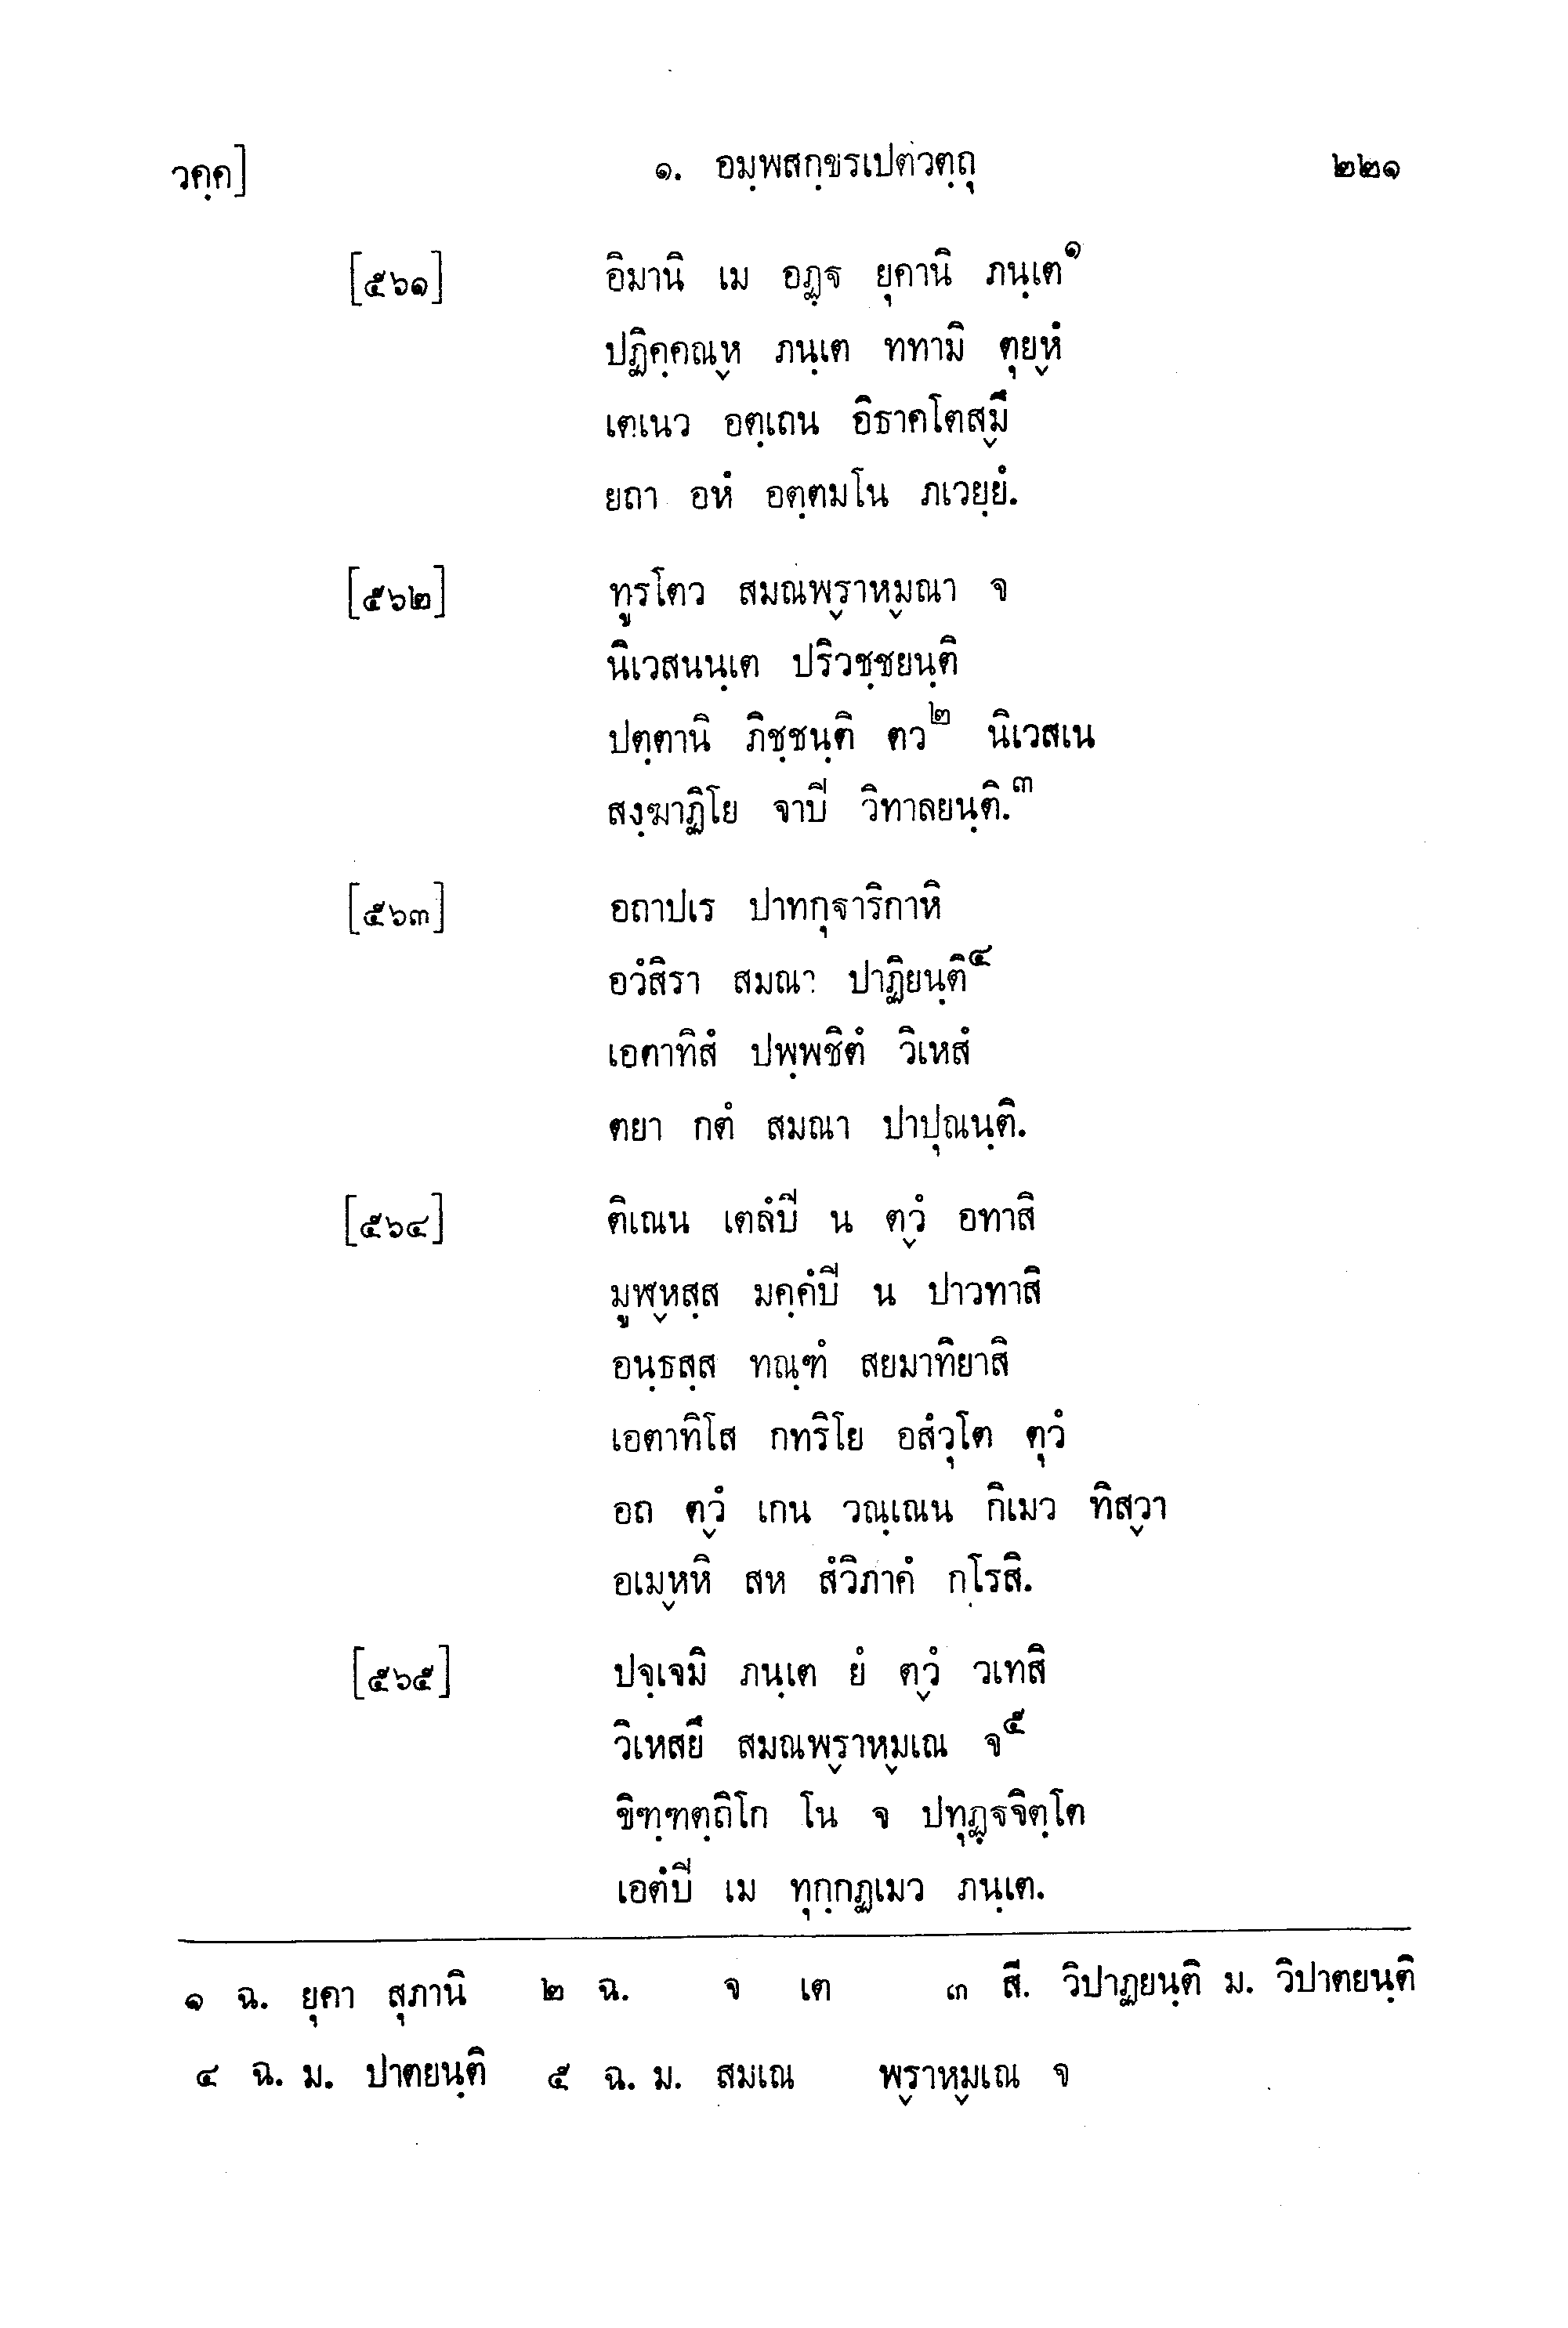 วคฺค] ๑. อมฺพสกฺขรเปตวตฺถุ ๒๒๑
[๕๖๑] อิมานิ เม อฏฺฐ ยุคานิ ภนฺเต๑
ปฏิคฺคณฺห ภนฺเต ททามิ ตุยฺหํ
เตเนว อตฺเถน อิธาคโตสฺมึ
ยถา อหํ อตฺตมโน ภเวยฺยํ.
[๕๖๒] ทูรโตว สมณพฺราหฺมณา จ
นิเวสนนฺเต ปริวชฺชยนฺติ
ปตฺตานิ ภิชฺชนฺติ ตว๒ นิเวสเน
สงฺฆาฏิโย จาปิ วิทาลยนฺติ.๓
[๕๖๓] อถาปเร ปาทกุฐาริกาหิ
อวํสิรา สมณา ปาฏิยนฺติ๔
เอตาทิสํ ปพฺพชิตํ วิเหสํ
ตยา กตํ สมณา ปาปุณนฺติ.
[๕๖๔] ติเณน เตลํปิ น ตฺวํ อทาสิ
มูฬฺหสฺส มคฺคํปิ น ปาวทาสิ
อนฺธสฺส ทณฺฑํ สยมาทิยาสิ
เอตาทิโส กทริโย อสํวุโต ตุวํ
อถ ตฺวํ เกน วณฺเณน กิเมว ทิสฺวา
อเมฺหหิ สห สํวิภาคํ กโรสิ.
[๕๖๕] ปจฺเจมิ ภนฺเต ยํ ตฺวํ วเทสิ
วิเหสยึ สมณพฺราหฺมเณ จ๕
ขิฑฺฑตฺถิโก โน จ ปทุฏฺฐจิตฺโต
เอตํปิ เม ทุกฺกฏเมว ภนฺเต.
๑ ฉ. ยุคา สุภานิ ๒ ฉ. จ เต ๓ สี. วิปาฏยนฺติ ม. วิปาตยนฺติ
๔ ฉ. ม. ปาตยนฺติ ๕ ฉ. ม. สมเณ พฺราหฺมเณ จ